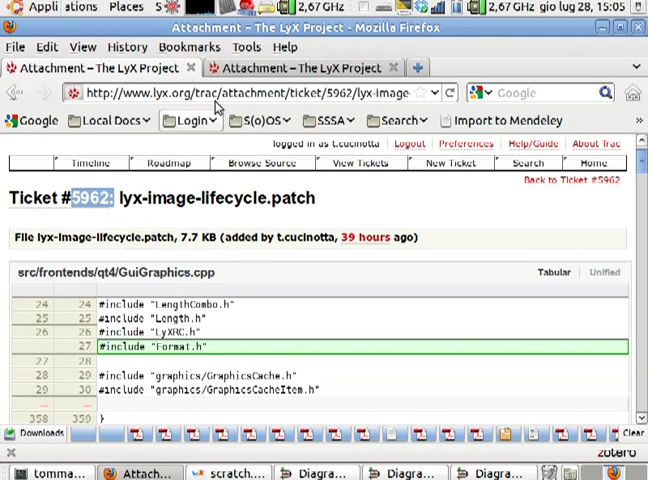 Places
2,67 GHz
2,67 GHz
gio lug 28, 15:05
Attachment – The LyX Project - Mozilla Firefox
File Edit View History Bookmarks Tools Help
Attachment – The LyX Project
Attachment – The LyX Project
http://www.lyx.org/trac/attachment/ticket/5962/lyx-image-
Google
Google Local Docs Login S(o)OS SSSA Search Import to Mendeley
logged in as t.cucinotta Logout Preferences Help/Guide About Trac
Timeline Roadmap Browse Source View Tickets New Ticket Search Home
Back to Ticket #5962
Ticket #5962: lyx-image-lifecycle.patch
File lyx-image-lifecycle.patch, 7.7 KB (added by t.cucinotta, 39 hours ago)
src/frontends/qt4/GuiGraphics.cpp Tabular Unified
24 24 #include "LengthCombo.h"
25 25 #include "Length.h"
26 26 #include "LyXRC.h"
27 #include "Format.h"
27 28
28 29 #include "graphics/GraphicsCache.h"
29 30 #include "graphics/GraphicsCacheItem.h"
… …
358 359 }
Downloads Clear
zotero
tomma... Attach... scratch.... Diagra... Diagra... Diagra...